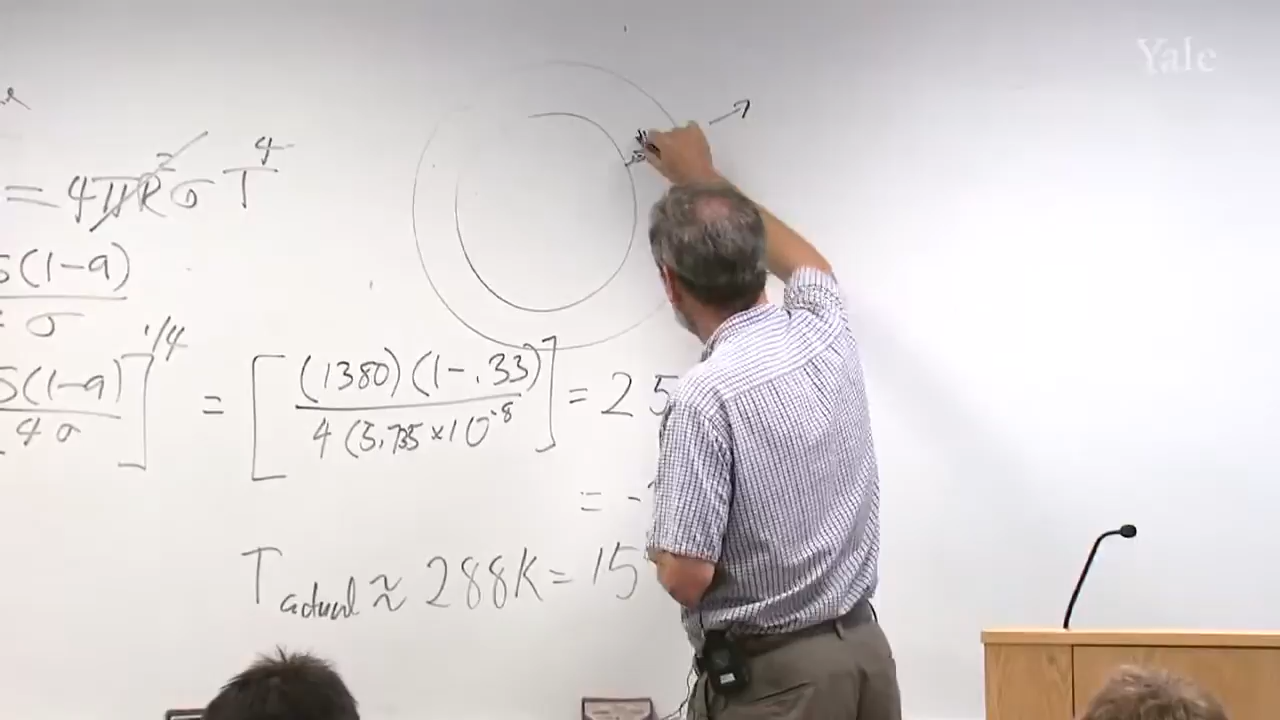 Yale
= 4πR²σT⁴
S(1-a)
σ
S(1-a)
4σ
]^1/4 = [(1380)(1-.33)
4(5.735×10^-8] = 25
= -
T actual ≈ 288K = 15